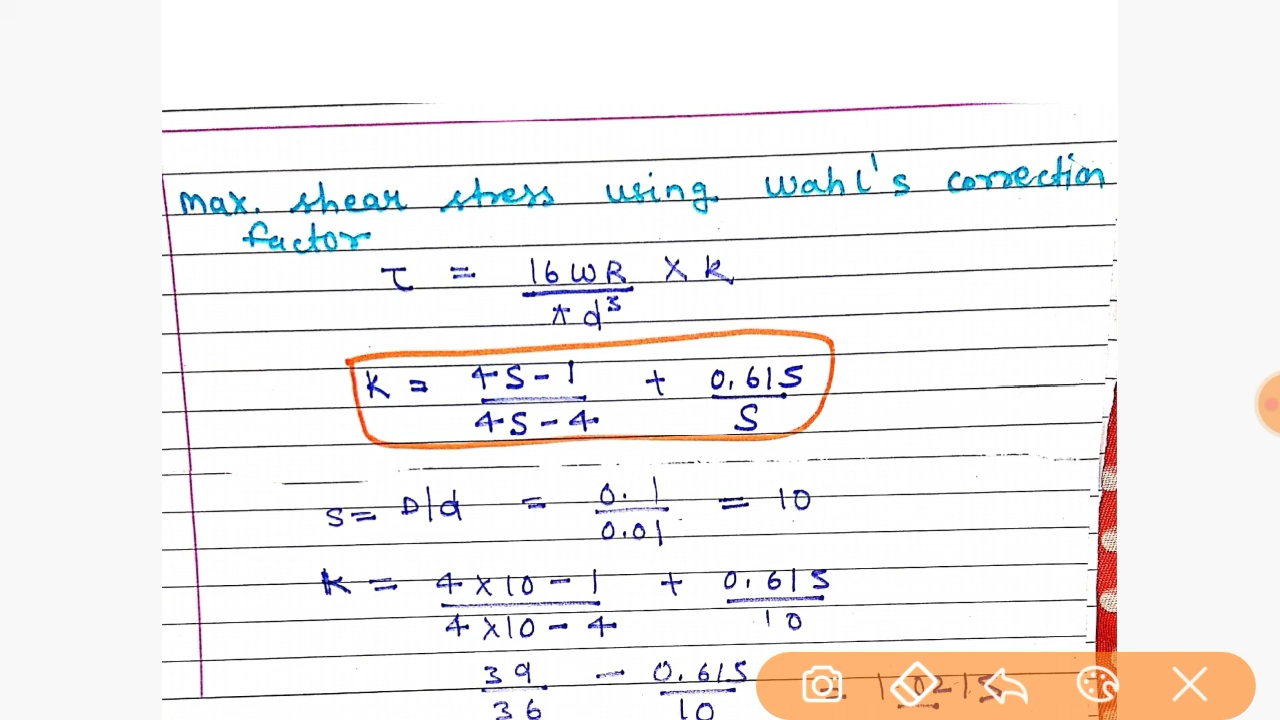 max. shear stress using. wahl's correction
factor
τ = 16WR / πd³ × K
K = 4S-1 / 4S-4 + 0.615 / S
S = D/d = 0.1 / 0.01 = 10
K = 4×10-1 / 4×10-4 + 0.615 / 10
39 / 36 - 0.615 / 10